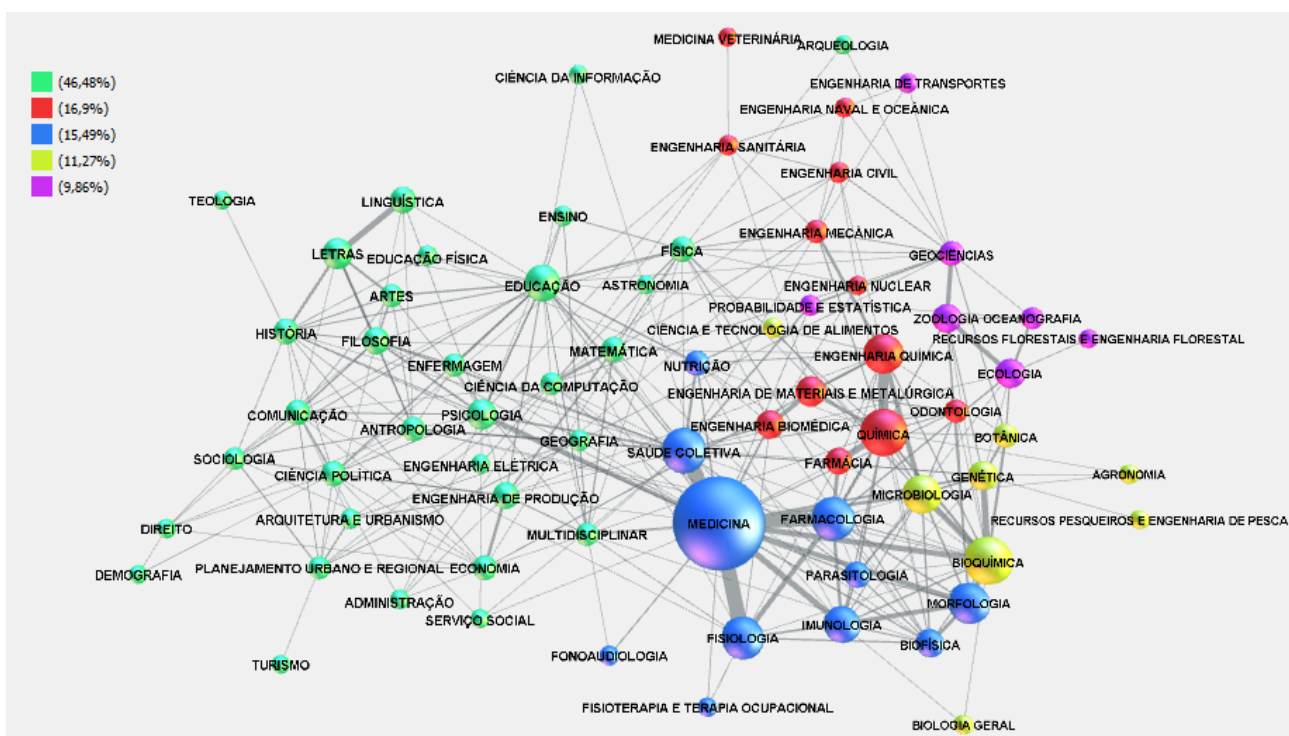 MEDICINA VETERINÁRIA
ARQUEOLOGIA
CIÊNCIA DA INFORMAÇÃO
ENGENHARIA DE TRANSPORTES
(46,48%)
(16,9%)
(15,49%)
(11,27%)
(9,86%)
ENGENHARIA NAVAL E OCEÂNICA
ENGENHARIA SANITÁRIA
ENGENHARIA CIVIL
TEOLOGIA
LINGUÍSTICA
ENSINO
ENGENHARIA MECÂNICA
LETRAS
EDUCAÇÃO FÍSICA
FÍSICA
GEOCIÊNCIAS
EDUCAÇÃO
ASTRONOMIA
ENGENHARIA NUCLEAR
ARTES
PROBABILIDADE E ESTATÍSTICA
ZOOLOGIA
OCEANOGRAFIA
HISTÓRIA
FILOSOFIA
CIÊNCIA E TECNOLOGIA DE ALIMENTOS
RECURSOS FLORESTAIS E ENGENHARIA FLORESTAL
MATEMÁTICA
ENGENHARIA QUÍMICA
ENFERMAGEM
NUTRIÇÃO
ECOLOGIA
CIÊNCIA DA COMPUTAÇÃO
ENGENHARIA DE MATERIAIS E METALÚRGICA
COMUNICAÇÃO
PSICOLOGIA
ODONTOLOGIA
ANTROPOLOGIA
GEOGRAFIA
ENGENHARIA BIOMÉDICA
QUÍMICA
BOTÂNICA
SAÚDE COLETIVA
SOCIOLOGIA
CIÊNCIA POLÍTICA
ENGENHARIA ELÉTRICA
FARMÁCIA
GENÉTICA
AGRONOMIA
ENGENHARIA DE PRODUÇÃO
MICROBIOLOGIA
DIREITO
ARQUITETURA E URBANISMO
MULTIDISCIPLINAR
MEDICINA
FARMACOLOGIA
RECURSOS PESQUEIROS E ENGENHARIA DE PESCA
DEMOGRAFIA
PLANEJAMENTO URBANO E REGIONAL
ECONOMIA
PARASITOLOGIA
BIOQUÍMICA
ADMINISTRAÇÃO
MORFOLOGIA
SERVIÇO SOCIAL
IMUNOLOGIA
FISIOLOGIA
BIOFÍSICA
TURISMO
FONOAUDIOLOGIA
FISIOTERAPIA E TERAPIA OCUPACIONAL
BIOLOGIA GERAL